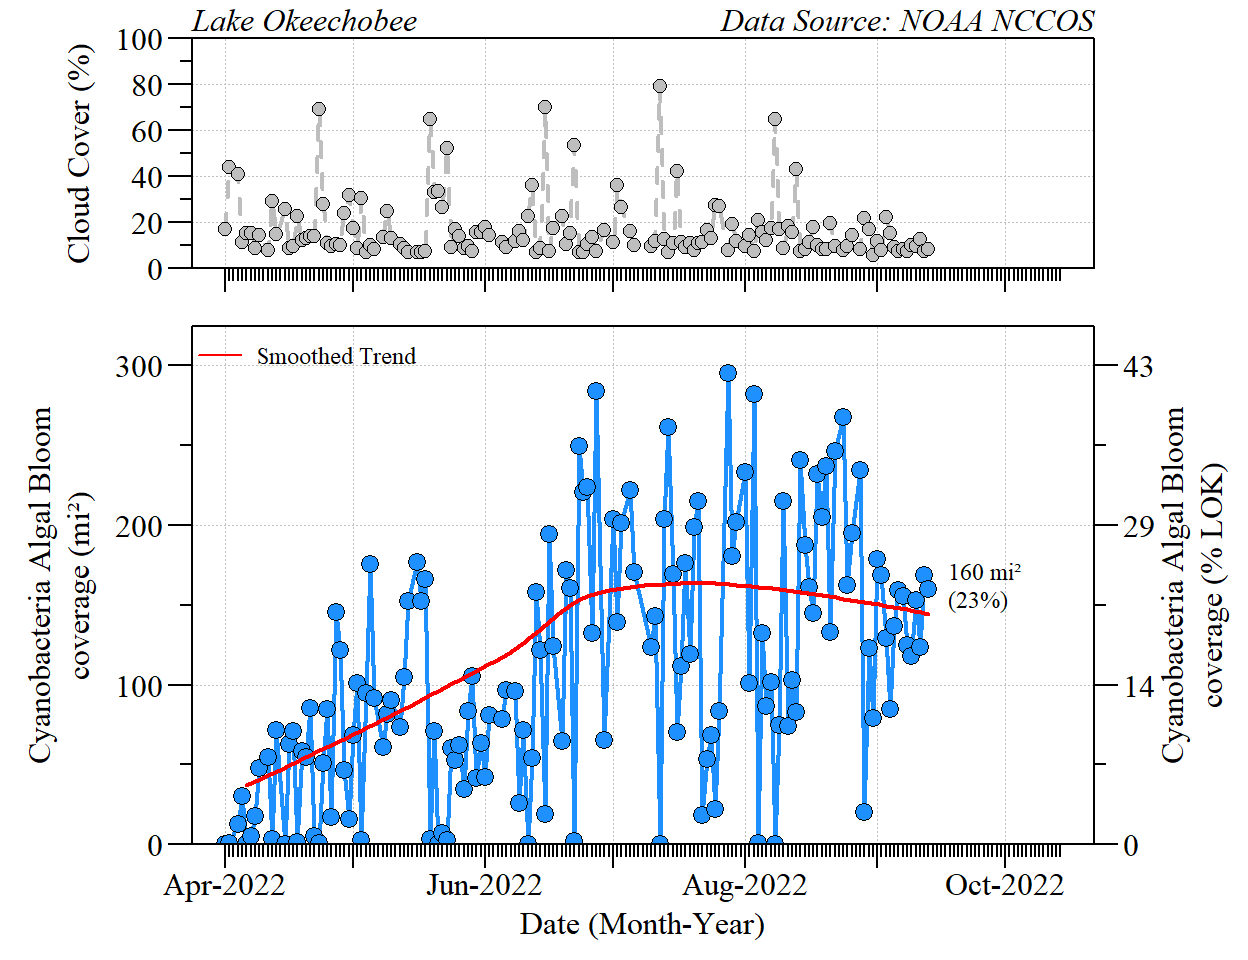 Lake Okeechobee Data Source: NOAA NCCOS
Cloud Cover (%)
100
80
60
40
20
0
Smoothed Trend
Cyanobacteria Algal Bloom
coverage (mi²)
300
200
100
0
160 mi²
(23%)
43
29
14
0
Cyanobacteria Algal Bloom
coverage (% LOK)
Apr-2022 Jun-2022 Aug-2022 Oct-2022
Date (Month-Year)